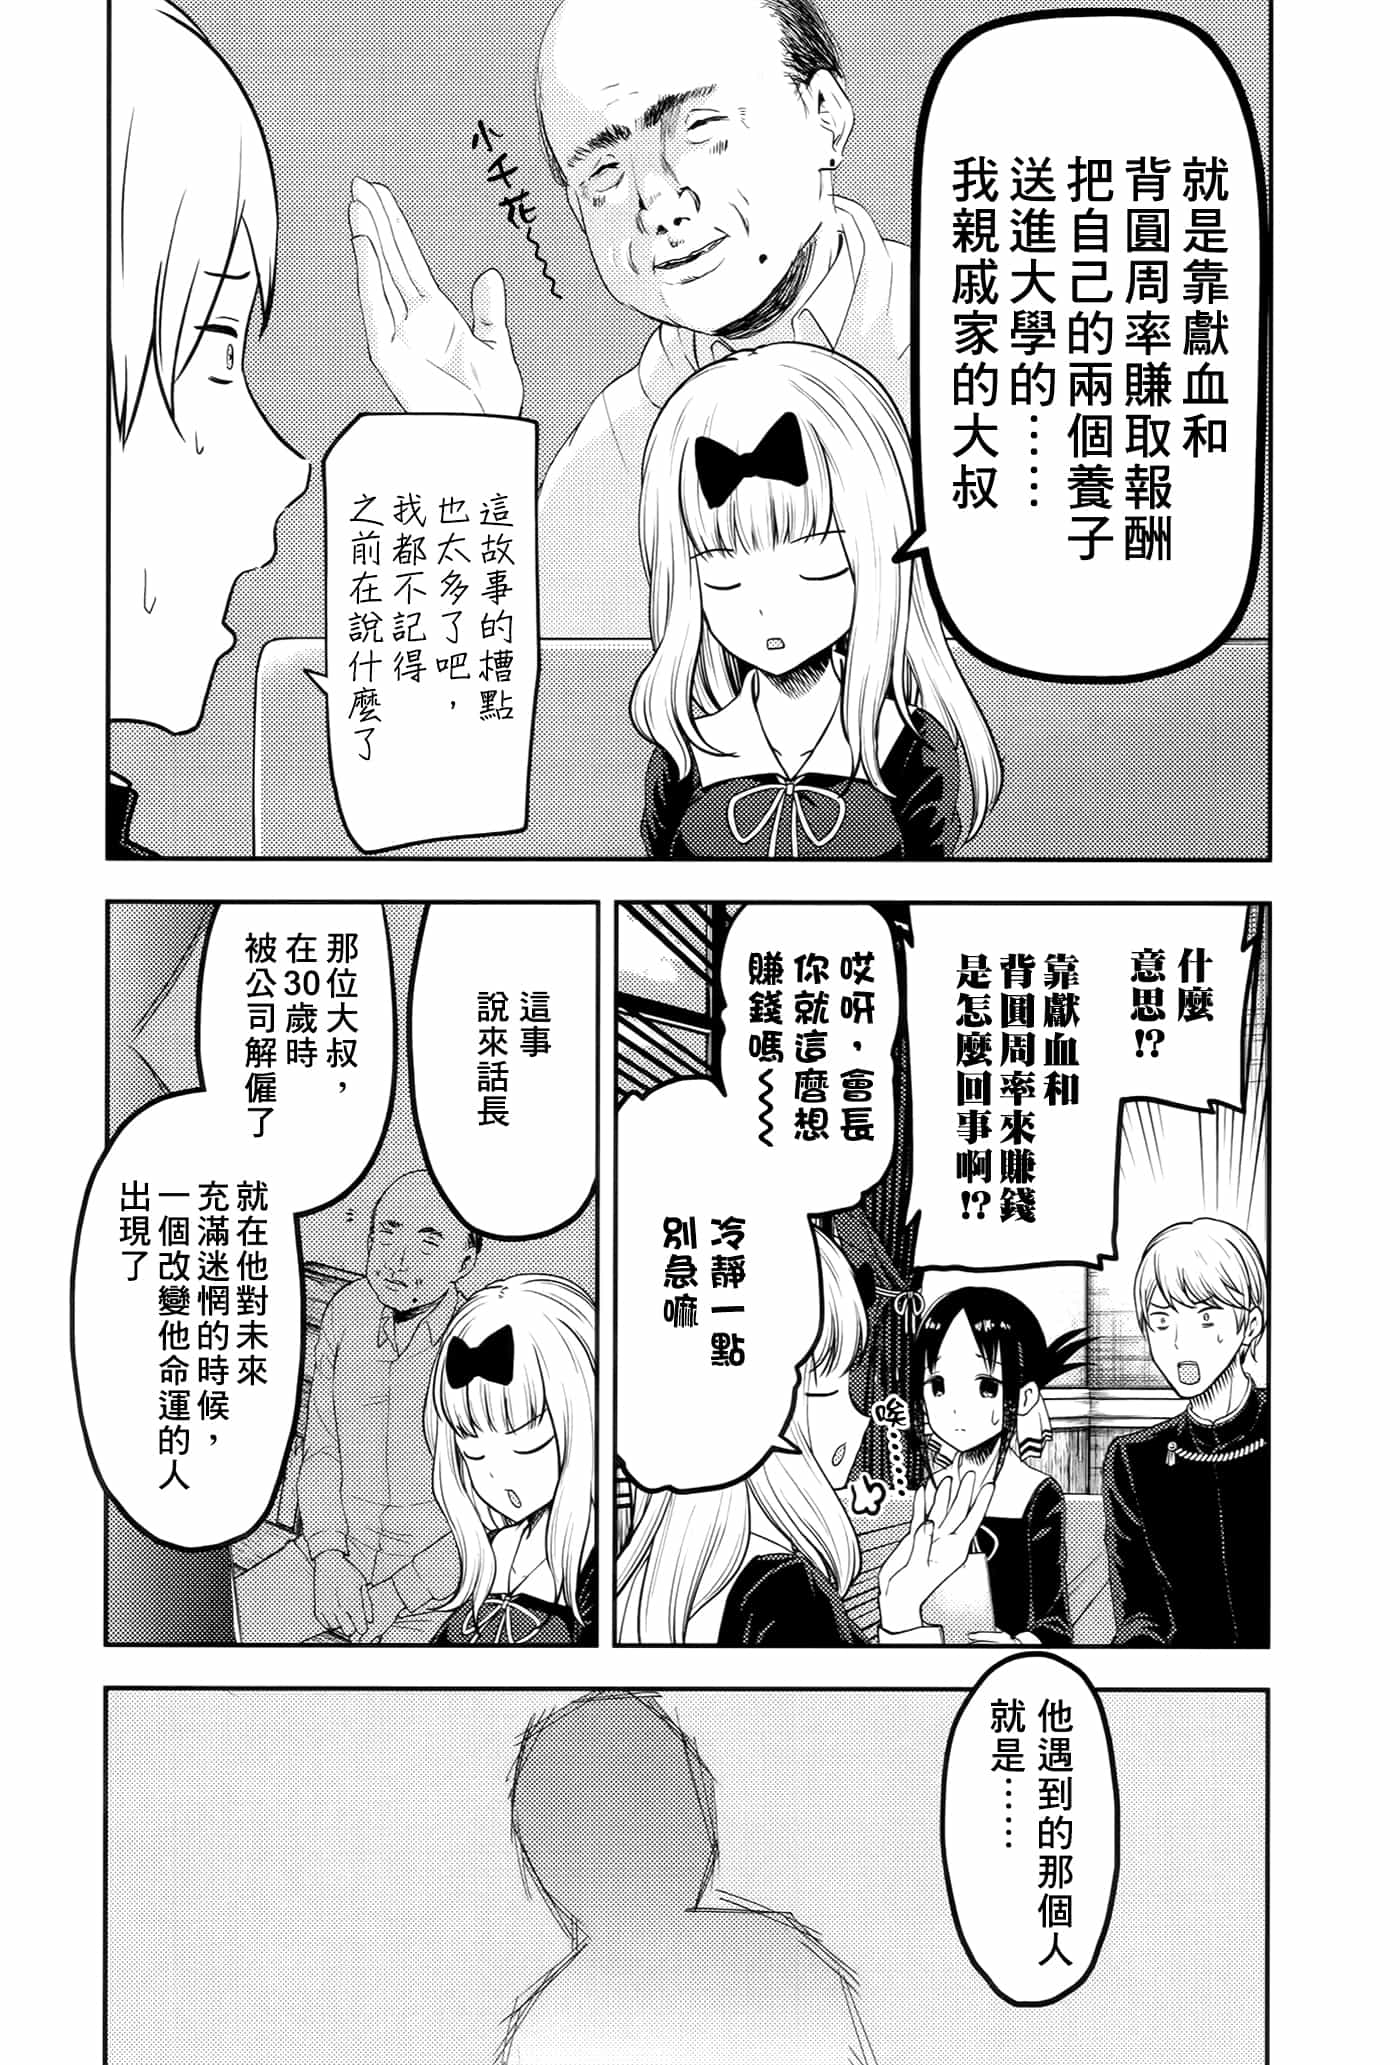 就是靠獻血和
背圓周率賺取報酬
把自己的兩個養子
送進大學的……
我親戚家的大叔
小千花~~
這故事的槽點
也太多了吧，
我都不記得
之前在說什麼了
什麼
意思!?
靠獻血和
背圓周率來賺錢
是怎麼回事啊!?
哎呀，會長
你就這麼想
賺錢嗎~~
冷靜一點
別急嘛
唉……
這事
說來話長
那位大叔，
在30歲時
被公司解僱了
就在他對未來
充滿迷惘的時候，
一個改變他命運的人
出現了
他遇到的那個人
就是……